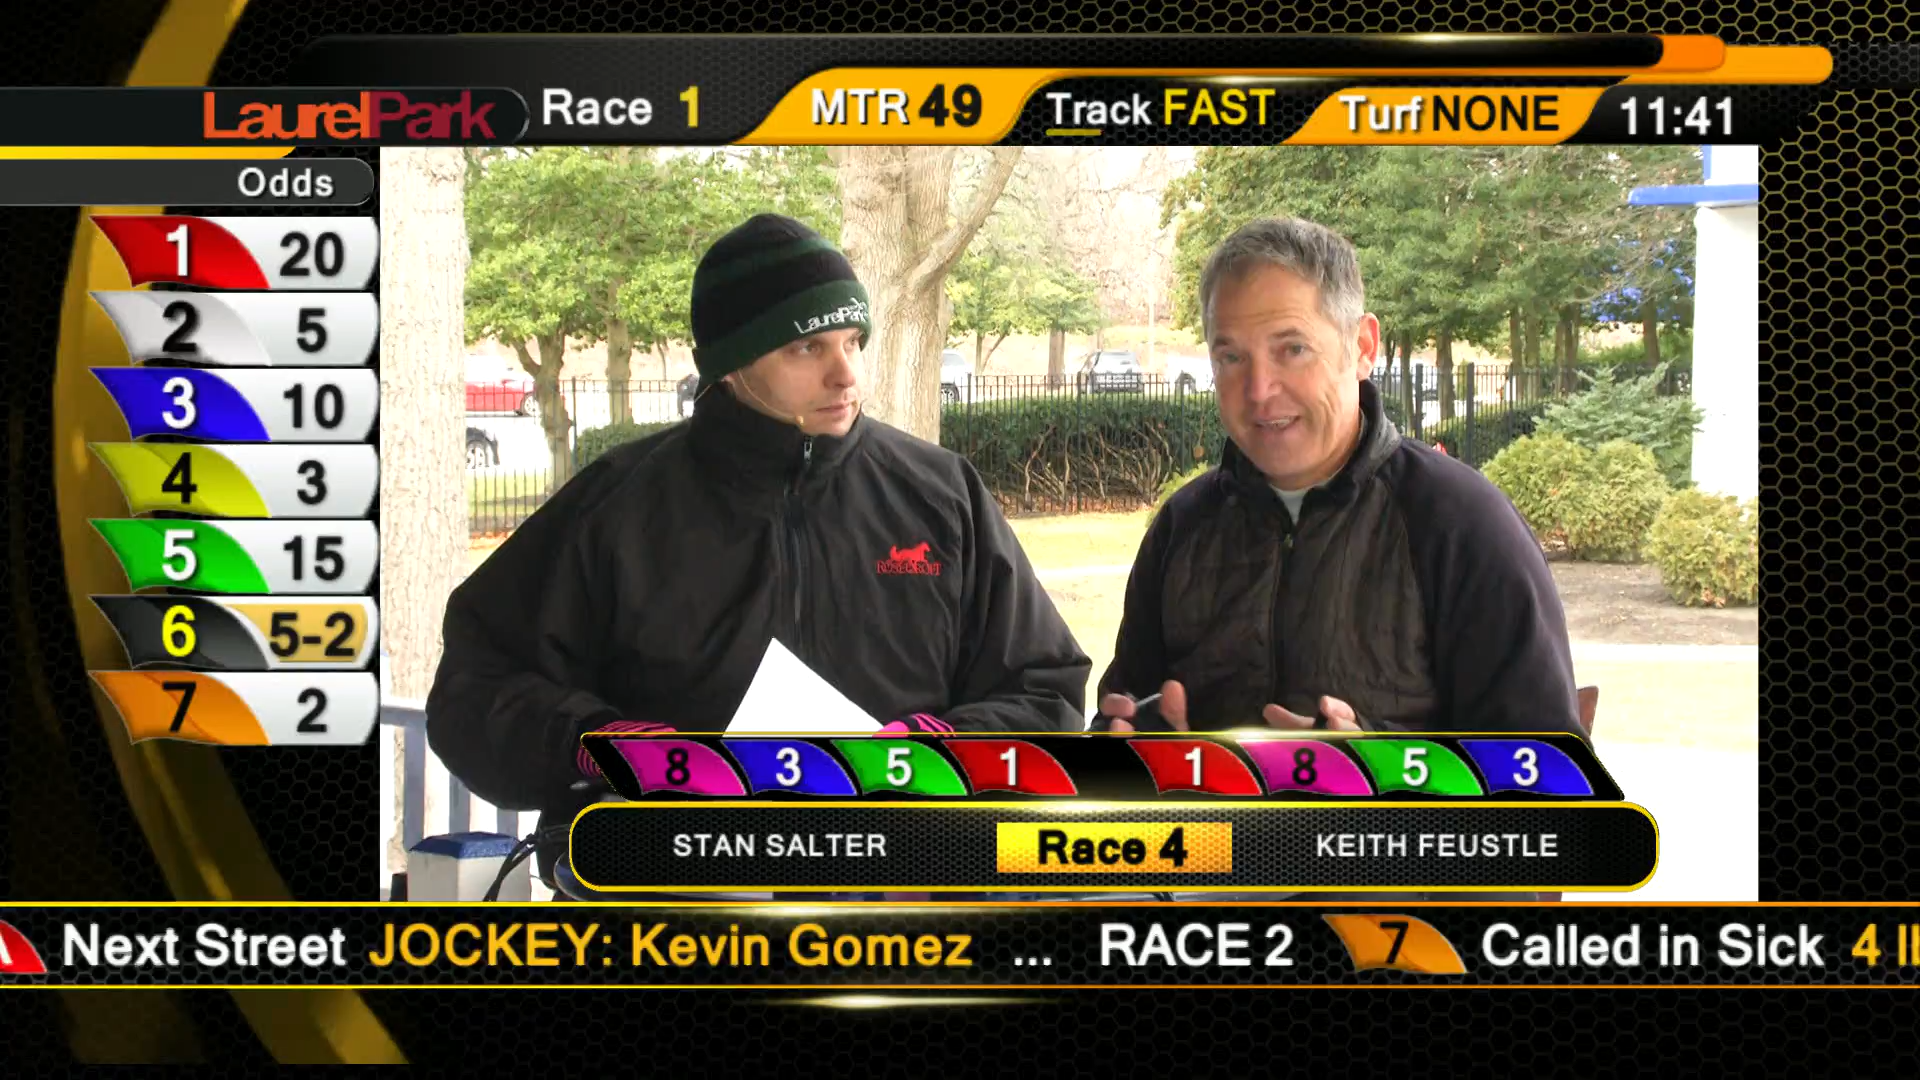 LaurelPark
Race 1
MTR 49
Track FAST
Turf NONE
11:41
Odds
1 20
2 5
3 10
4 3
5 15
6 5-2
7 2
LaurelPark
ROSECROFT
8 3 5 1
1 8 5 3
STAN SALTER
Race 4
KEITH FEUSTLE
Next Street JOCKEY: Kevin Gomez ... RACE 2 7 Called in Sick 4